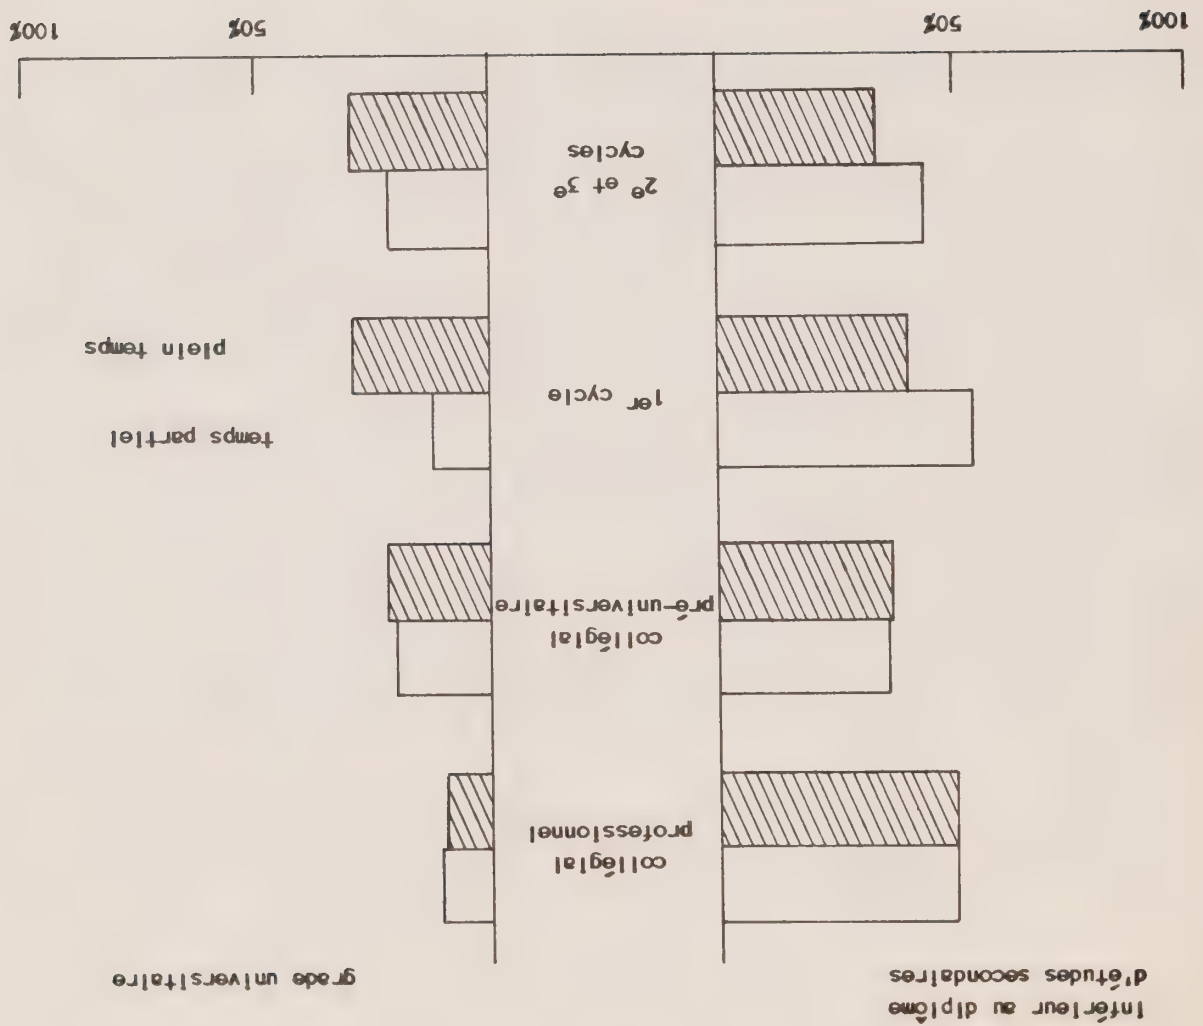 inférieur au diplôme
d'études secondaires
grade universitaire
collégial
professionnel
collégial
pré-universitaire
temps partiel
1er cycle
plein temps
2e et 3e
cycles
100%
50%
50%
100%